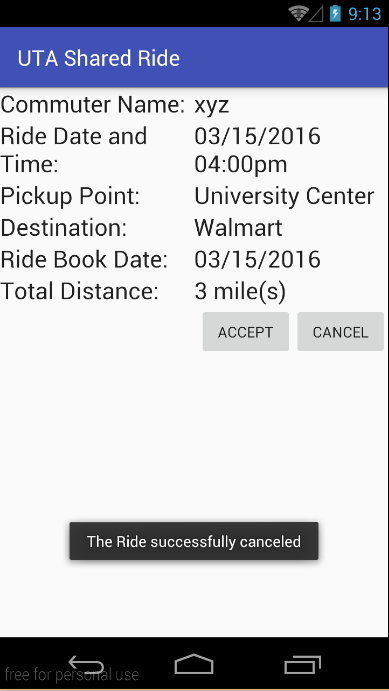 9:13
UTA Shared Ride
Commuter Name: xyz
Ride Date and 03/15/2016
Time: 04:00pm
Pickup Point: University Center
Destination: Walmart
Ride Book Date: 03/15/2016
Total Distance: 3 mile(s)
ACCEPT CANCEL
The Ride successfully canceled
free for personal use